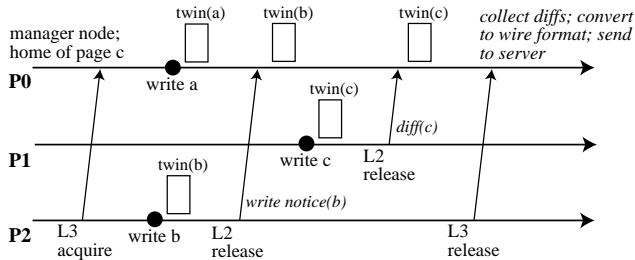 twin(a)
twin(b)
twin(c)
collect diffs; convert
to wire format; send
to server
manager node;
home of page c
P0
write a
twin(c)
diff(c)
P1
write c
L2
release
twin(b)
write notice(b)
P2
L3
acquire
write b
L2
release
L3
release